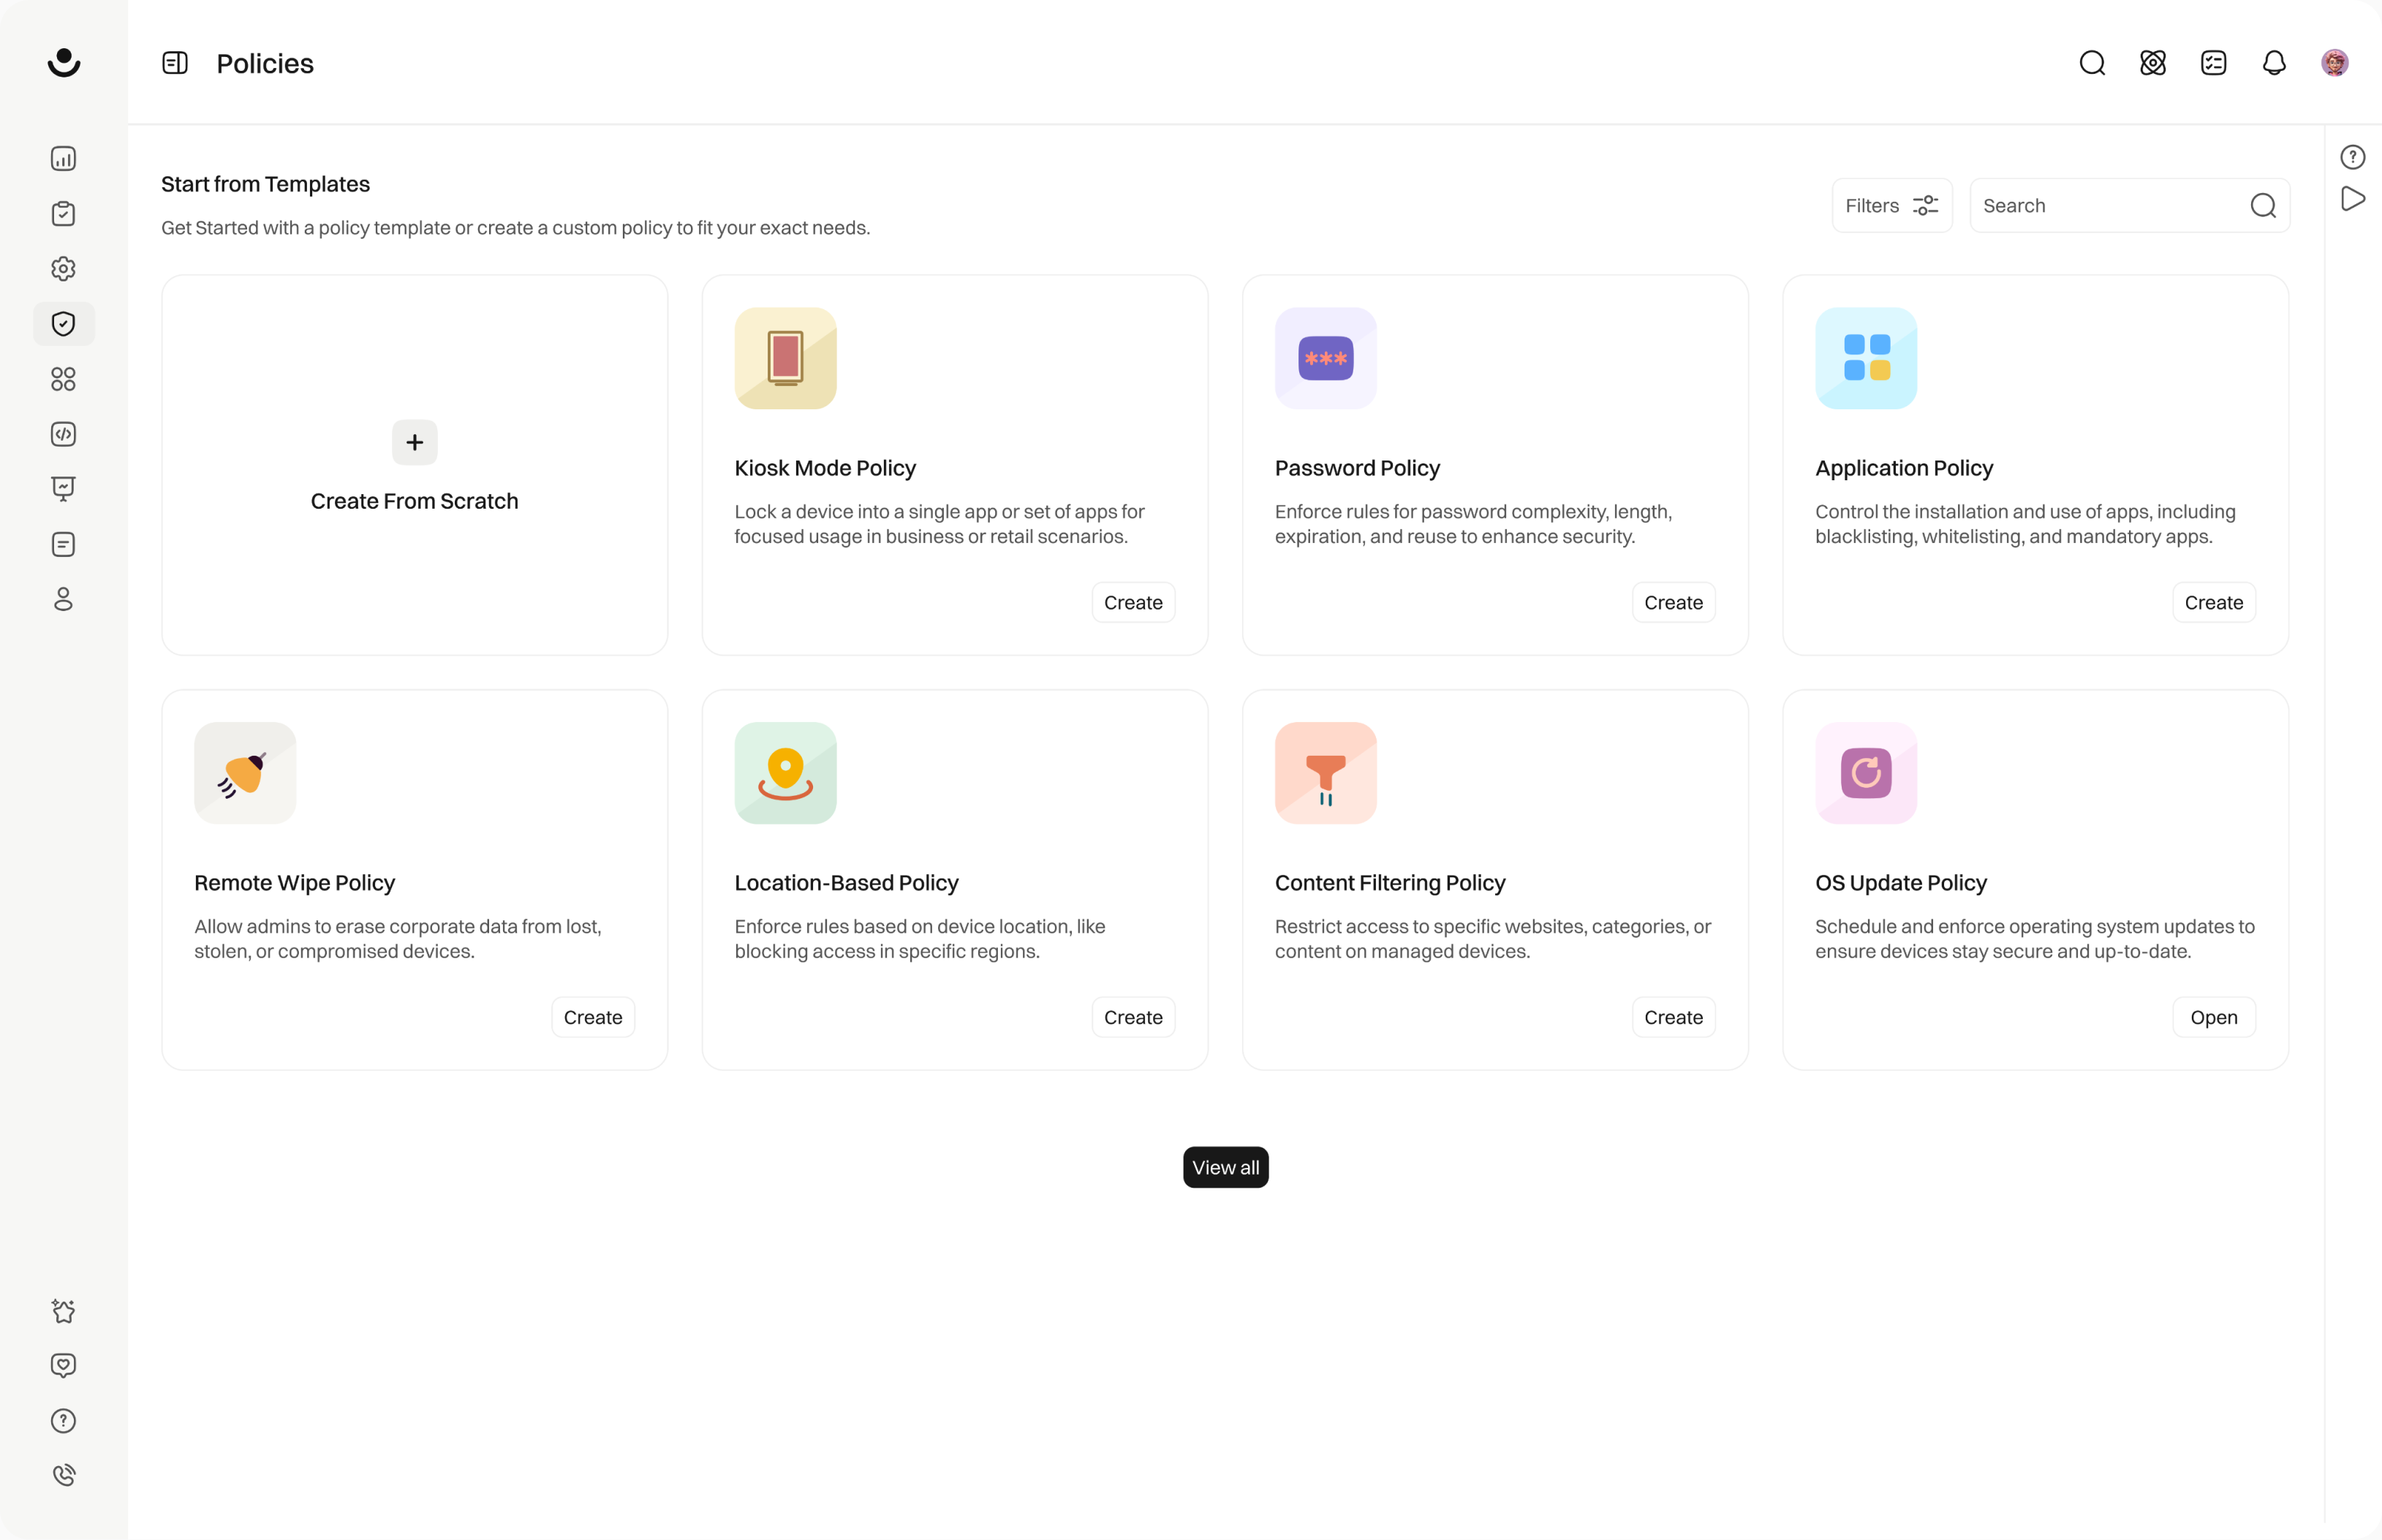 Policies
Start from Templates
Get Started with a policy template or create a custom policy to fit your exact needs.
Filters
Search
Create From Scratch
Kiosk Mode Policy
Lock a device into a single app or set of apps for
focused usage in business or retail scenarios.
Create
Password Policy
Enforce rules for password complexity, length,
expiration, and reuse to enhance security.
Create
Application Policy
Control the installation and use of apps, including
blacklisting, whitelisting, and mandatory apps.
Create
Remote Wipe Policy
Allow admins to erase corporate data from lost,
stolen, or compromised devices.
Create
Location-Based Policy
Enforce rules based on device location, like
blocking access in specific regions.
Create
Content Filtering Policy
Restrict access to specific websites, categories, or
content on managed devices.
Create
OS Update Policy
Schedule and enforce operating system updates to
ensure devices stay secure and up-to-date.
Open
View all